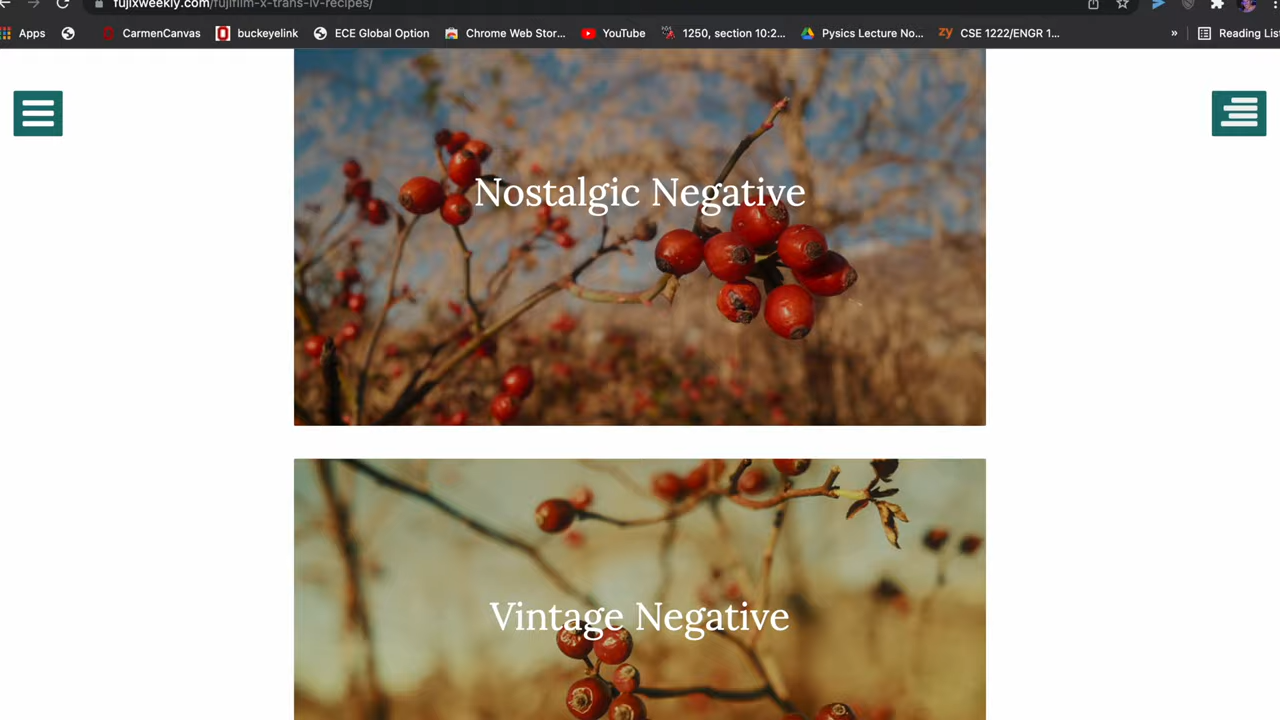 fujixweekly.com/fujifilm-x-trans-iv-recipes/
Apps
CarmenCanvas
buckeyelink
ECE Global Option
Chrome Web Stor...
YouTube
1250, section 10:2...
Pysics Lecture No...
zy
CSE 1222/ENGR 1...
»
Reading List
Nostalgic Negative
Vintage Negative